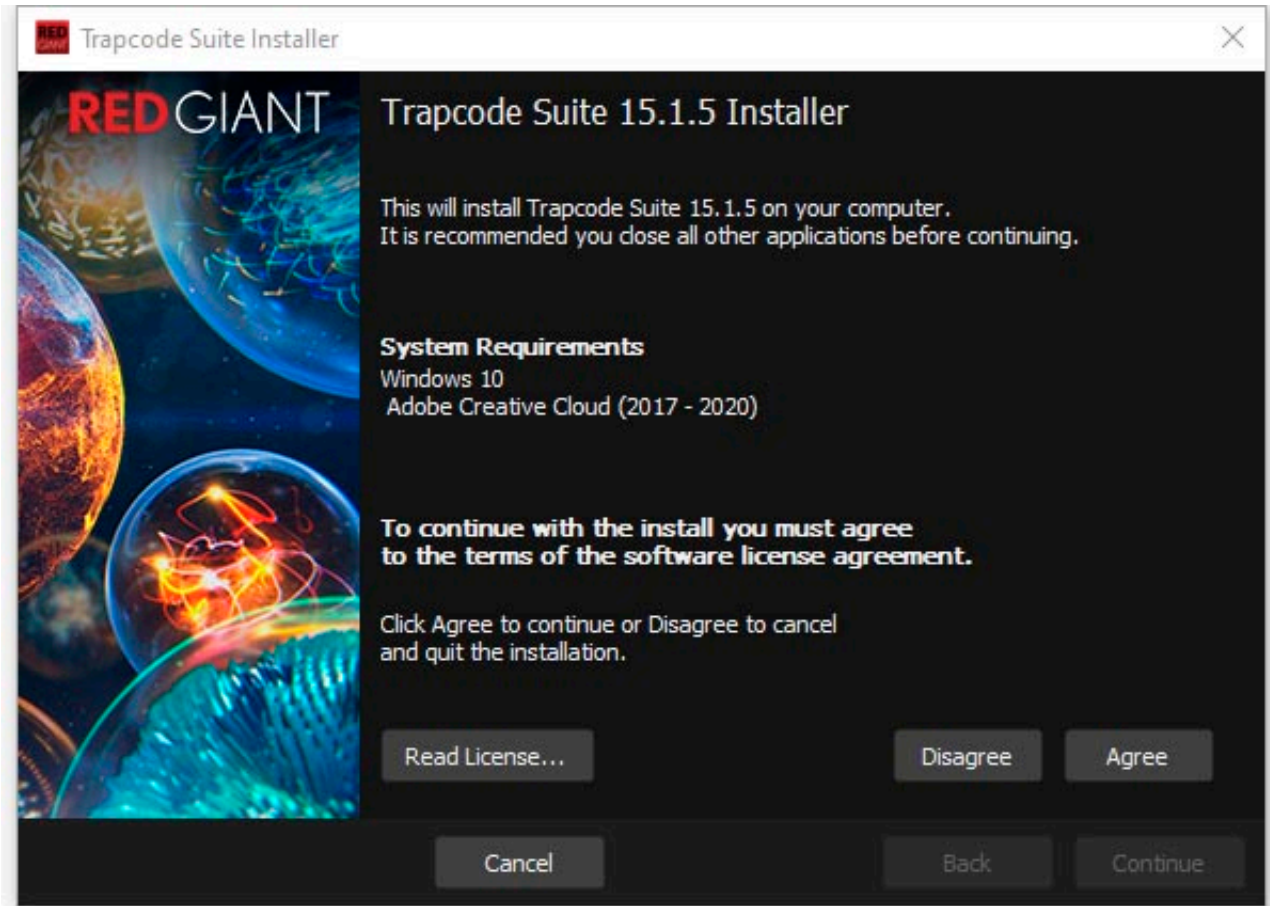 RED GIANT
Trapcode Suite Installer
REDGIANT
Trapcode Suite 15.1.5 Installer
This will install Trapcode Suite 15.1.5 on your computer.
It is recommended you close all other applications before continuing.
System Requirements
Windows 10
Adobe Creative Cloud (2017 - 2020)
To continue with the install you must agree
to the terms of the software license agreement.
Click Agree to continue or Disagree to cancel
and quit the installation.
Read License...
Disagree
Agree
Cancel
Back
Continue